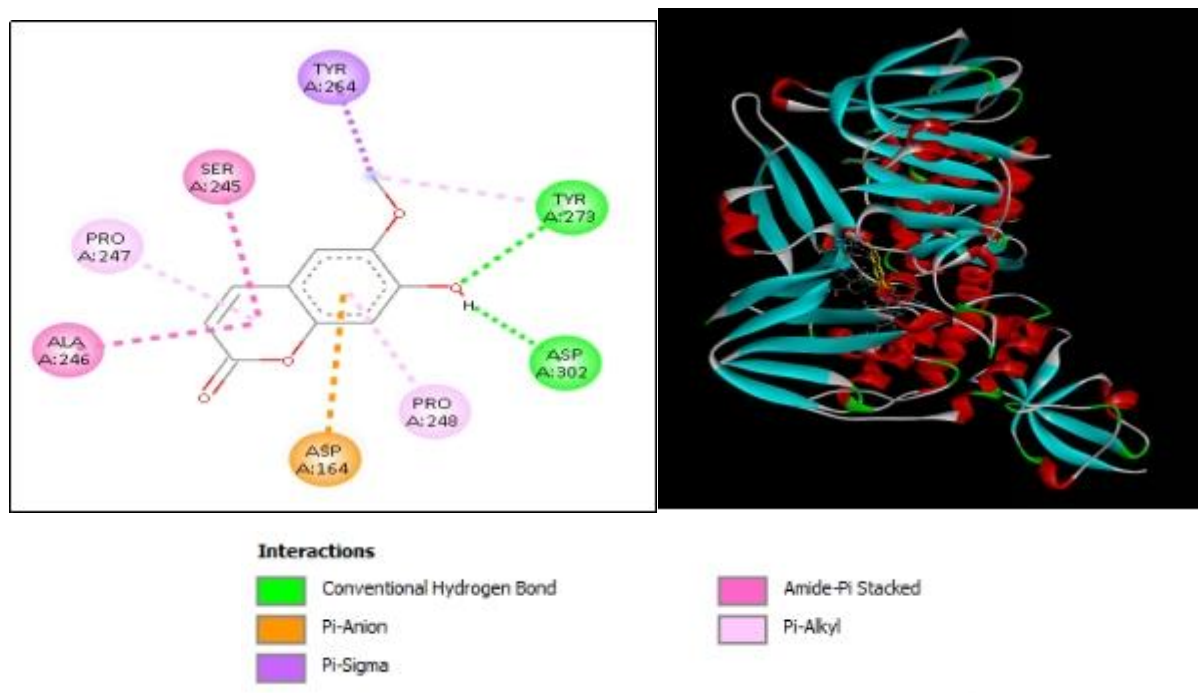 TYR
A:264
SER
A:245
TYR
A:273
PRO
A:247
O
O
H
ALA
A:246
O
ASP
A:302
O
PRO
A:248
ASP
A:164
Interactions
Conventional Hydrogen Bond
Amide-Pi Stacked
Pi-Anion
Pi-Alkyl
Pi-Sigma